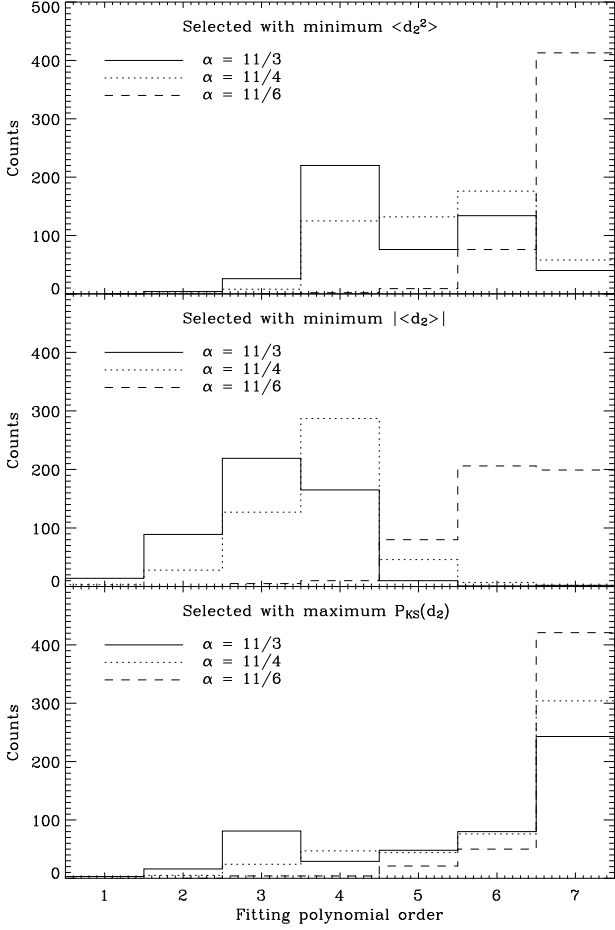 Selected with minimum <d₂²>
α = 11/3
α = 11/4
α = 11/6
500
400
300
200
100
0
Counts
Selected with minimum |<d₂>|
α = 11/3
α = 11/4
α = 11/6
400
300
200
100
0
Counts
Selected with maximum P_KS(d₂)
α = 11/3
α = 11/4
α = 11/6
400
300
200
100
0
Counts
1 2 3 4 5 6 7
Fitting polynomial order